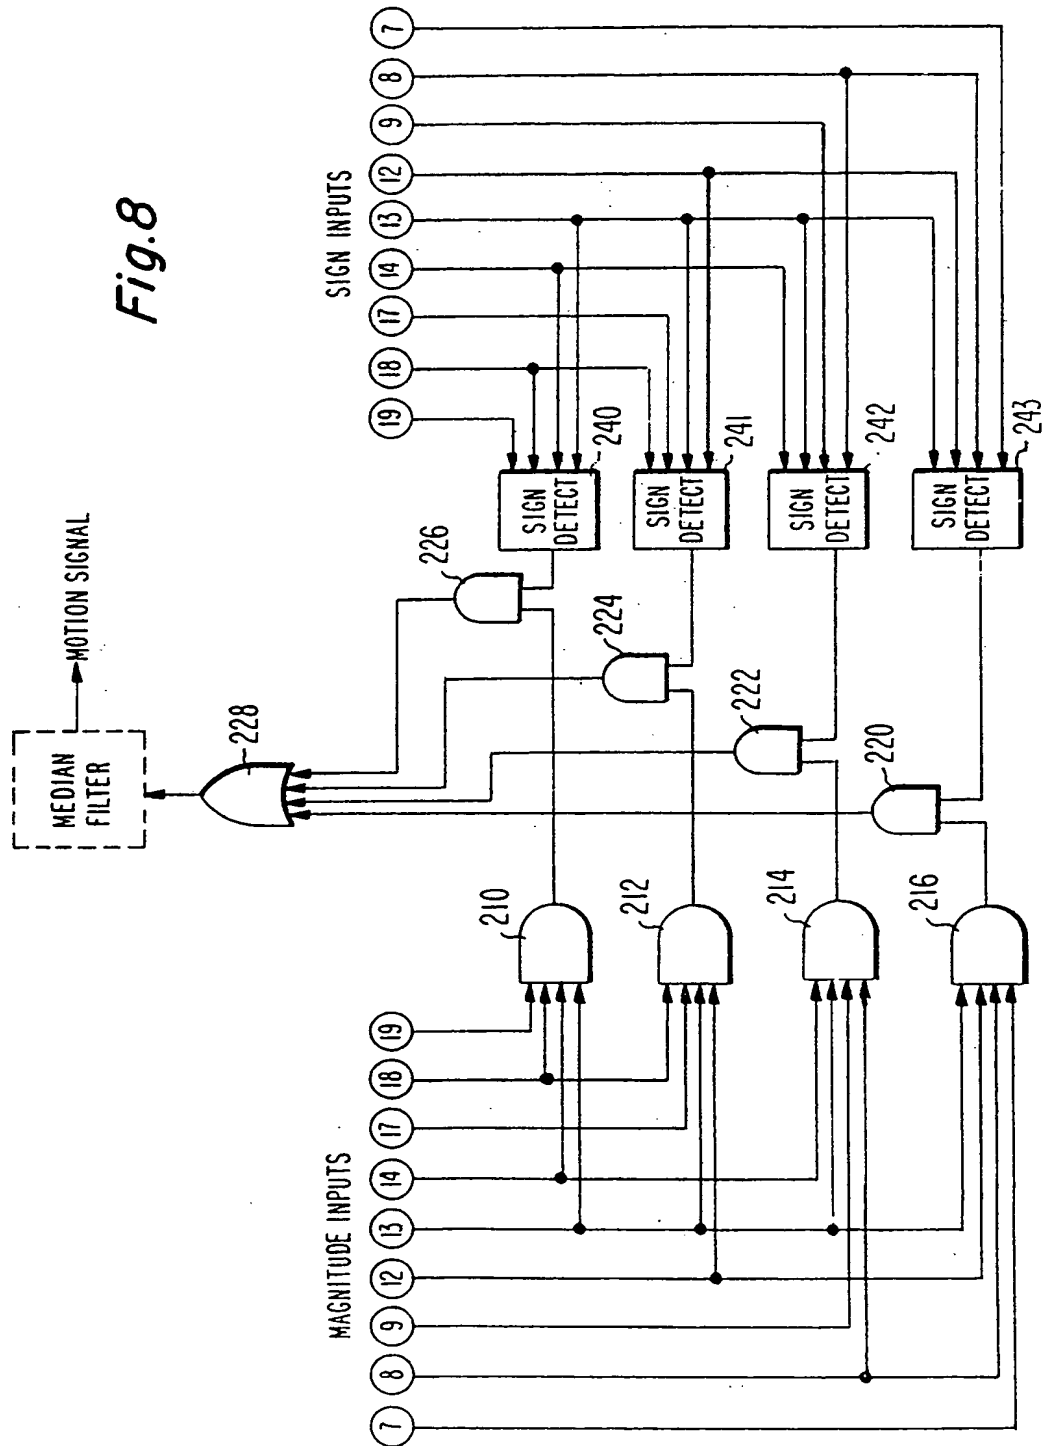 Fig.8
MEDIAN
FILTER
MOTION SIGNAL
228
226
224
222
220
MAGNITUDE INPUTS
7
8
9
12
13
14
17
18
19
210
212
214
216
SIGN INPUTS
19
18
17
14
13
12
9
8
7
SIGN
DETECT
240
SIGN
DETECT
241
SIGN
DETECT
242
SIGN
DETECT
243